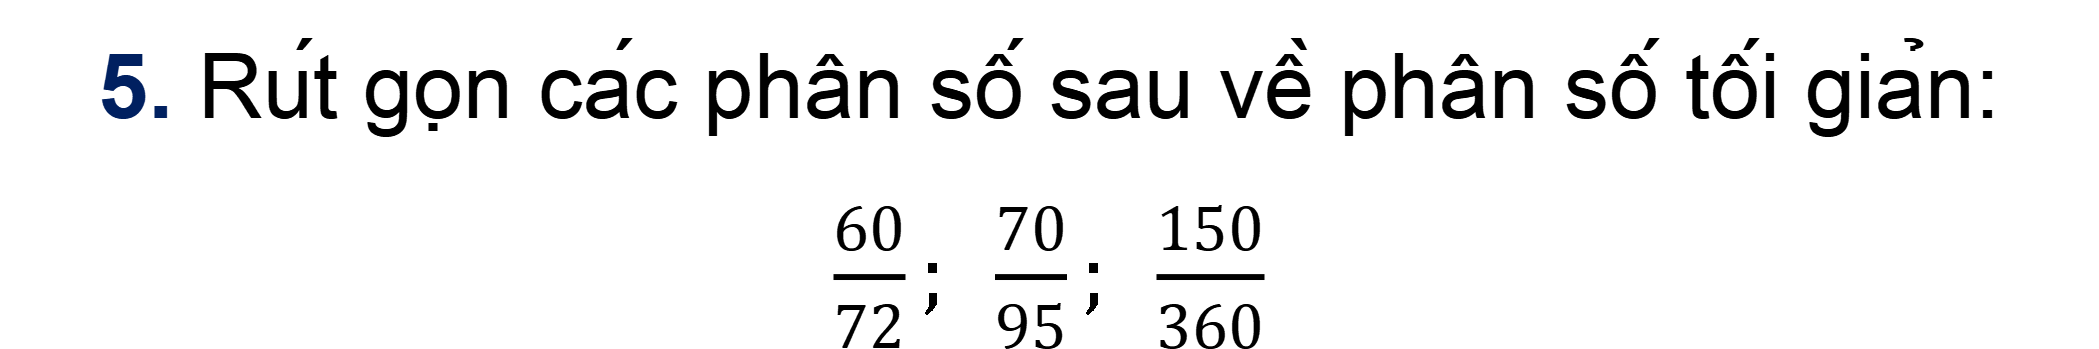 5. Rút gọn các phân số sau về phân số tối giản:
60/72; 70/95; 150/360